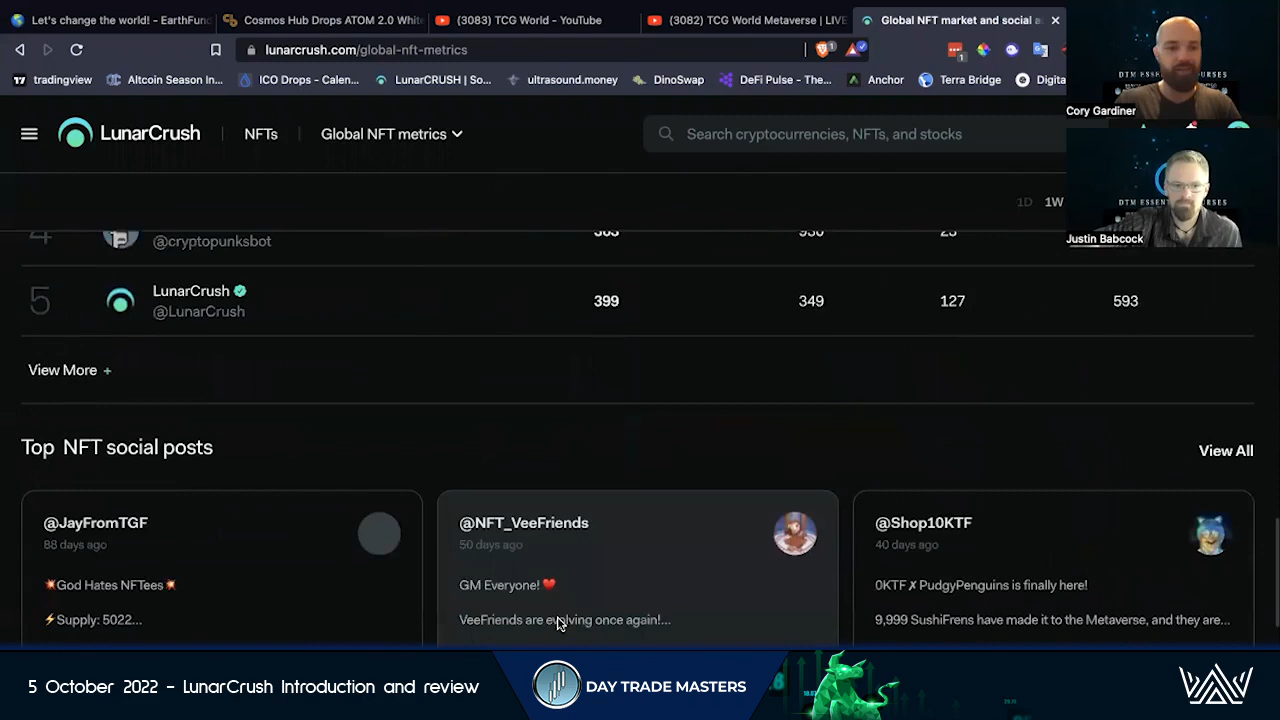 Let's change the world! - EarthFunc
Cosmos Hub Drops ATOM 2.0 White
(3083) TCG World - YouTube
(3082) TCG World Metaverse | LIVE
Global NFT market and social a
lunarcrush.com/global-nft-metrics
1
1
tradingview
Altcoin Season In...
ICO Drops - Calen...
LunarCRUSH | So...
ultrasound.money
DinoSwap
DeFi Pulse - The...
Anchor
Terra Bridge
Digita
Cory Gardiner
LunarCrush
NFTs
Global NFT metrics
Search cryptocurrencies, NFTs, and stocks
1D 1W
Justin Babcock
4
@cryptopunksbot
5
LunarCrush
@LunarCrush
399
349
127
593
View More +
Top NFT social posts
View All
@JayFromTGF
88 days ago
💥God Hates NFTees💥
⚡Supply: 5022...
@NFT_VeeFriends
50 days ago
GM Everyone!❤️
VeeFriends are evolving once again!...
@Shop10KTF
40 days ago
0KTF✗PudgyPenguins is finally here!
9,999 SushiFrens have made it to the Metaverse, and they are...
5 October 2022 - LunarCrush Introduction and review
DAY TRADE MASTERS